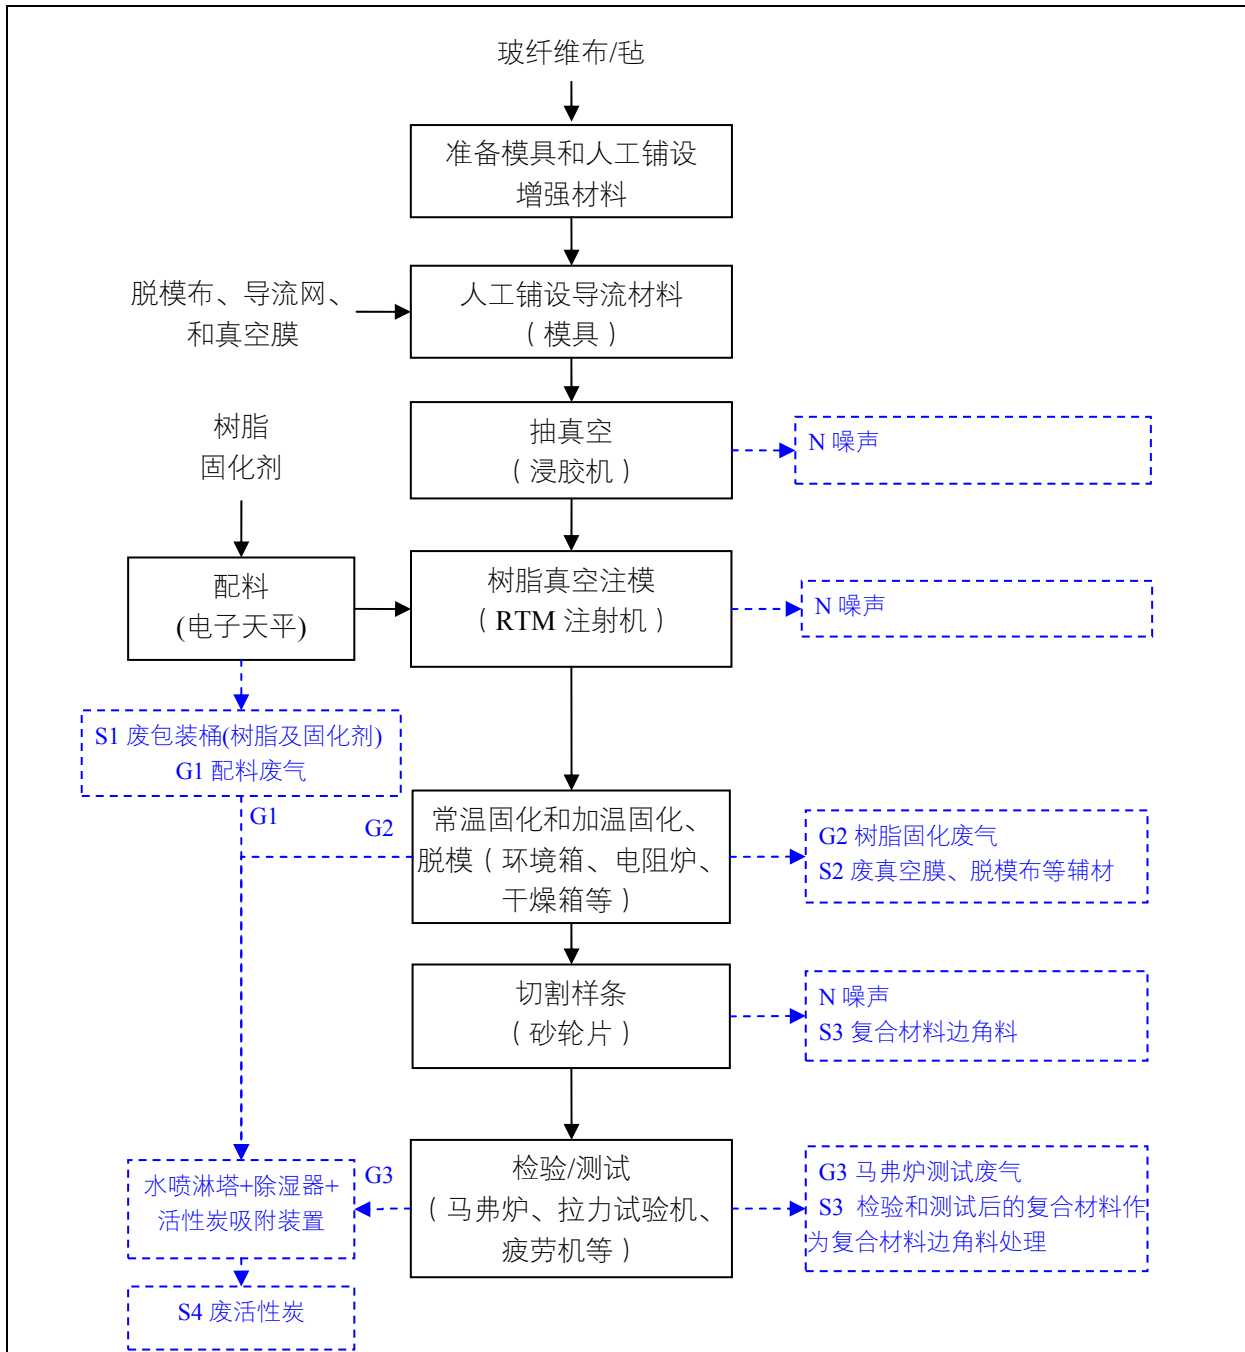 玻纤维布/毡
准备模具和人工铺设
增强材料
脱模布、导流网、
和真空膜
人工铺设导流材料
（模具）
树脂
固化剂
抽真空
（浸胶机）
N 噪声
配料
(电子天平)
树脂真空注模
（RTM 注射机）
N 噪声
S1 废包装桶(树脂及固化剂)
G1 配料废气
G1
G2
常温固化和加温固化、
脱模（环境箱、电阻炉、
干燥箱等）
G2 树脂固化废气
S2 废真空膜、脱模布等辅材
切割样条
（砂轮片）
N 噪声
S3 复合材料边角料
水喷淋塔+除湿器+
活性炭吸附装置
G3
检验/测试
（马弗炉、拉力试验机、
疲劳机等）
G3 马弗炉测试废气
S3 检验和测试后的复合材料作
为复合材料边角料处理
S4 废活性炭